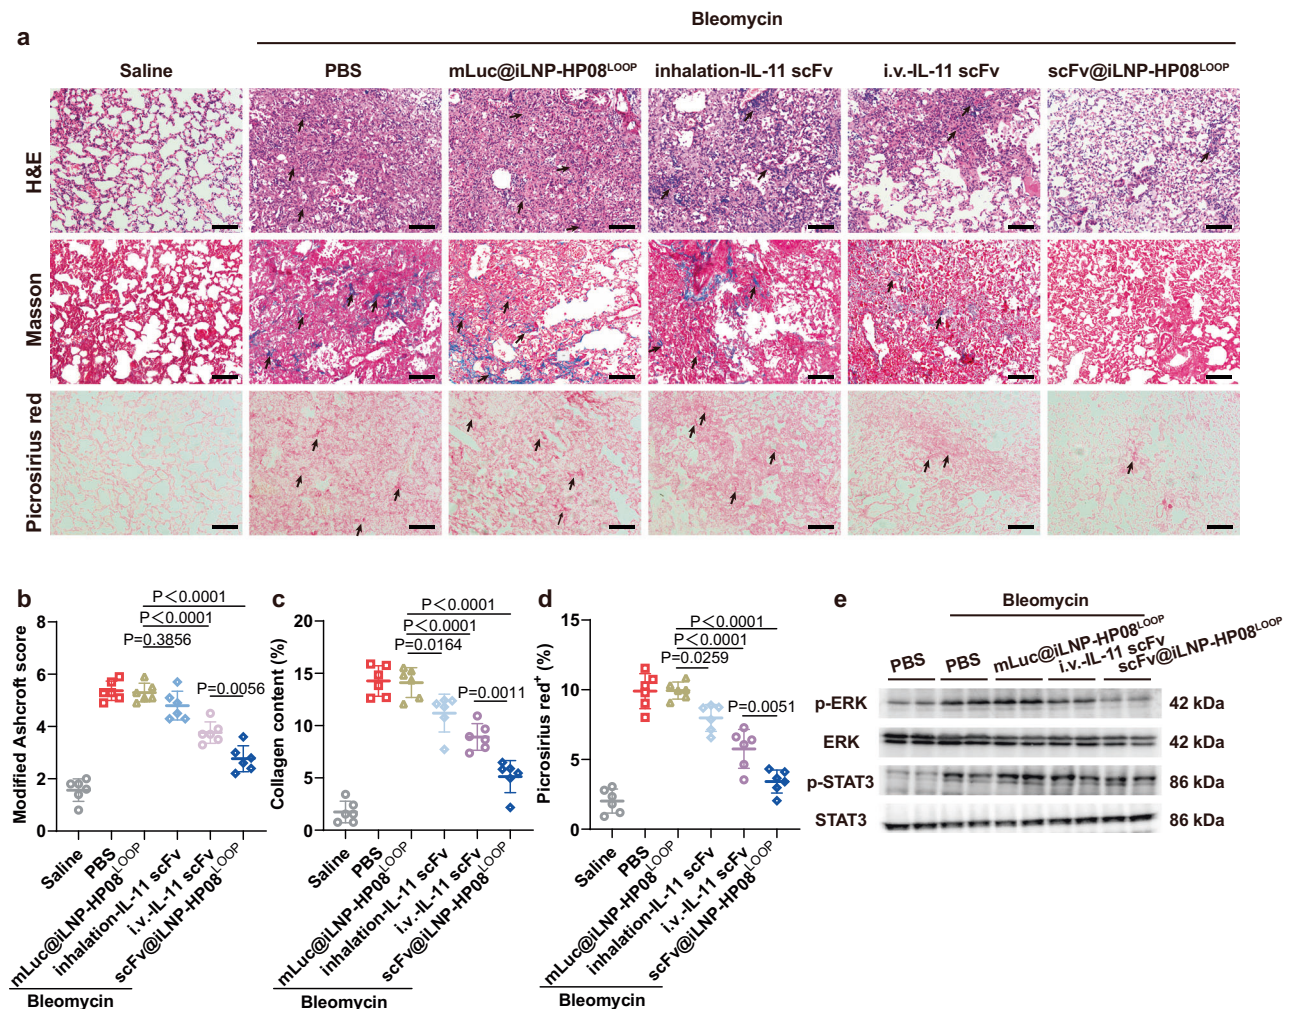 a
Bleomycin
Saline
PBS
mLuc@iLNP-HP08LOOP
inhalation-IL-11 scFv
i.v.-IL-11 scFv
scFv@iLNP-HP08LOOP
H&E
Masson
Picrosirius red
b
Modified Ashcroft score
8
6
4
2
0
P<0.0001
P<0.0001
P=0.3856
P=0.0056
Saline
PBS
mLuc@iLNP-HP08LOOP
inhalation-IL-11 scFv
i.v.-IL-11 scFv
scFv@iLNP-HP08LOOP
Bleomycin
c
Collagen content (%)
20
15
10
5
0
P<0.0001
P<0.0001
P=0.0164
P=0.0011
Saline
PBS
mLuc@iLNP-HP08LOOP
inhalation-IL-11 scFv
i.v.-IL-11 scFv
scFv@iLNP-HP08LOOP
Bleomycin
d
Picrosirius red+ (%)
15
10
5
0
P<0.0001
P<0.0001
P=0.0259
P=0.0051
Saline
PBS
mLuc@iLNP-HP08LOOP
inhalation-IL-11 scFv
i.v.-IL-11 scFv
scFv@iLNP-HP08LOOP
Bleomycin
e
Bleomycin
PBS
PBS
mLuc@iLNP-HP08LOOP
i.v.-IL-11 scFv
scFv@iLNP-HP08LOOP
p-ERK
42 kDa
ERK
42 kDa
p-STAT3
86 kDa
STAT3
86 kDa